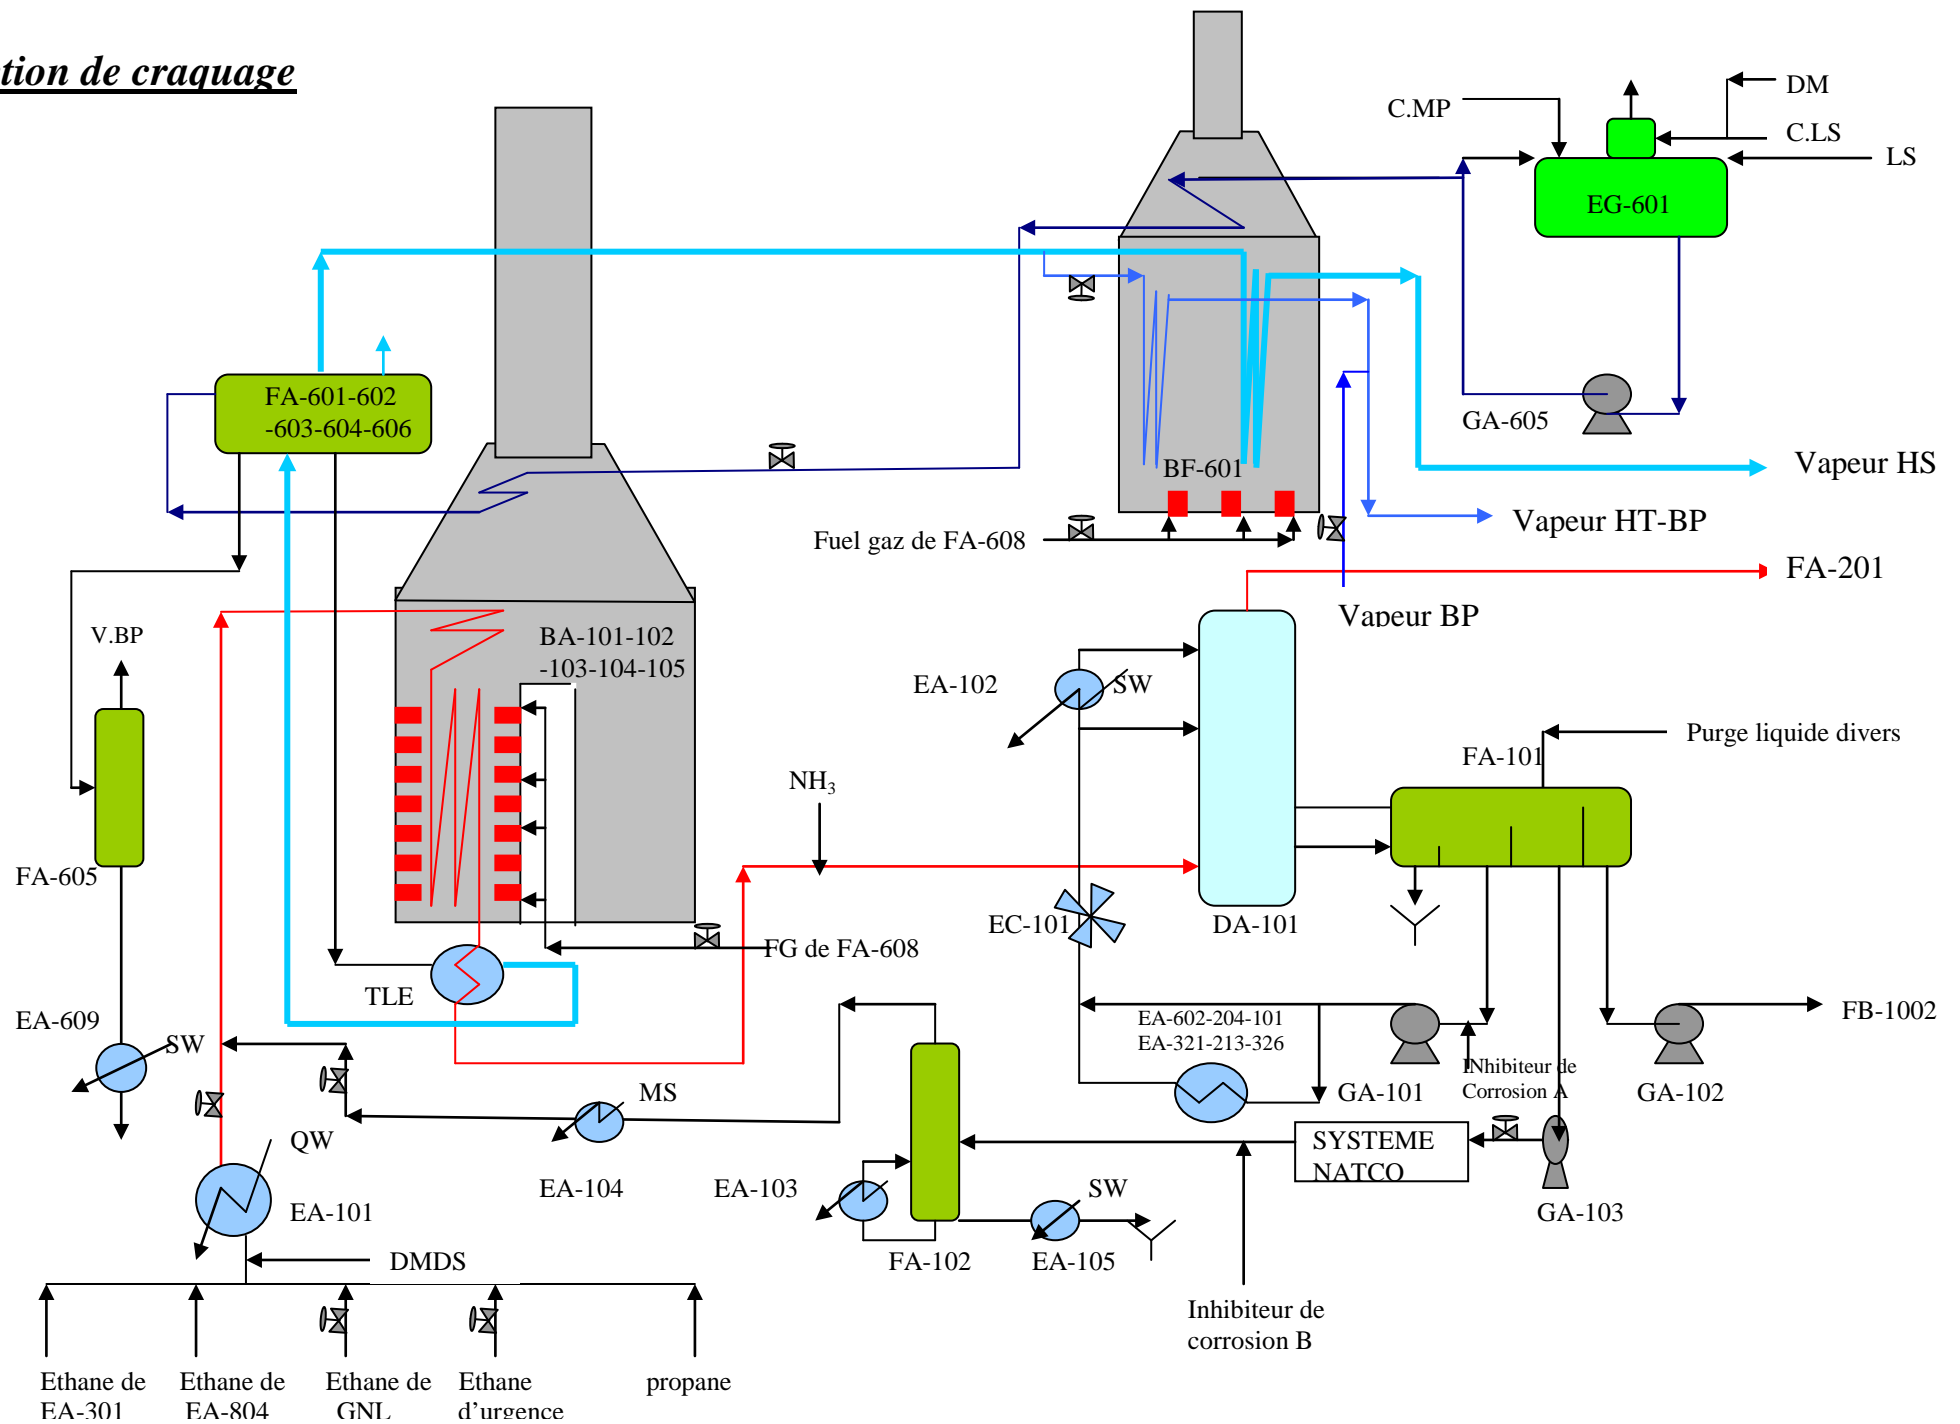 tion de craquage
DM
C.MP
C.LS
LS
EG-601
FA-601-602
-603-604-606
GA-605
BF-601
Vapeur HS
Vapeur HT-BP
Fuel gaz de FA-608
FA-201
Vapeur BP
V.BP
BA-101-102
-103-104-105
EA-102
SW
Purge liquide divers
FA-101
NH₃
FA-605
EC-101
DA-101
FG de FA-608
TLE
EA-609
SW
EA-602-204-101
EA-321-213-326
FB-1002
INhibiteur de
Corrosion A
GA-101
GA-102
MS
QW
SYSTEME
NATCO
EA-104
EA-103
SW
EA-101
GA-103
DMDS
FA-102
EA-105
Inhibiteur de
corrosion B
Ethane de
EA-301
Ethane de
EA-804
Ethane de
GNL
Ethane
d'urgence
propane